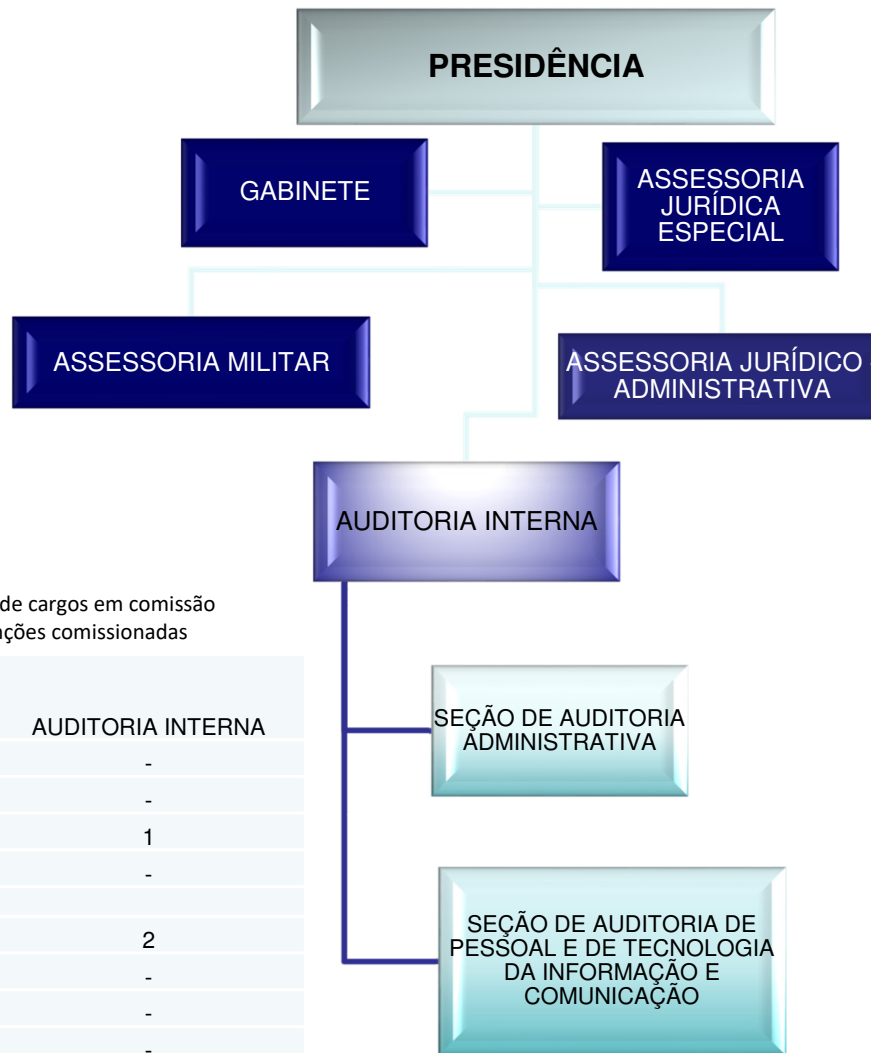 PRESIDÊNCIA
GABINETE
ASSESSORIA
JURÍDICA
ESPECIAL
ASSESSORIA MILITAR
ASSESSORIA JURÍDICO -
ADMINISTRATIVA
AUDITORIA INTERNA
de cargos em comissão
nções comissionadas
AUDITORIA INTERNA
-
-
1
-
2
-
-
-
SEÇÃO DE AUDITORIA
ADMINISTRATIVA
SEÇÃO DE AUDITORIA DE
PESSOAL E DE TECNOLOGIA
DA INFORMAÇÃO E
COMUNICAÇÃO